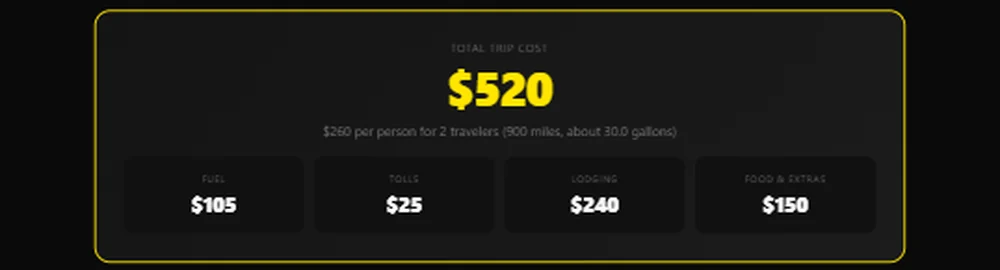 TOTAL TRIP COST
$520
$260 per person for 2 travelers (900 miles, about 30.0 gallons)
FUEL
$105
TOLLS
$25
LODGING
$240
FOOD & EXTRAS
$150